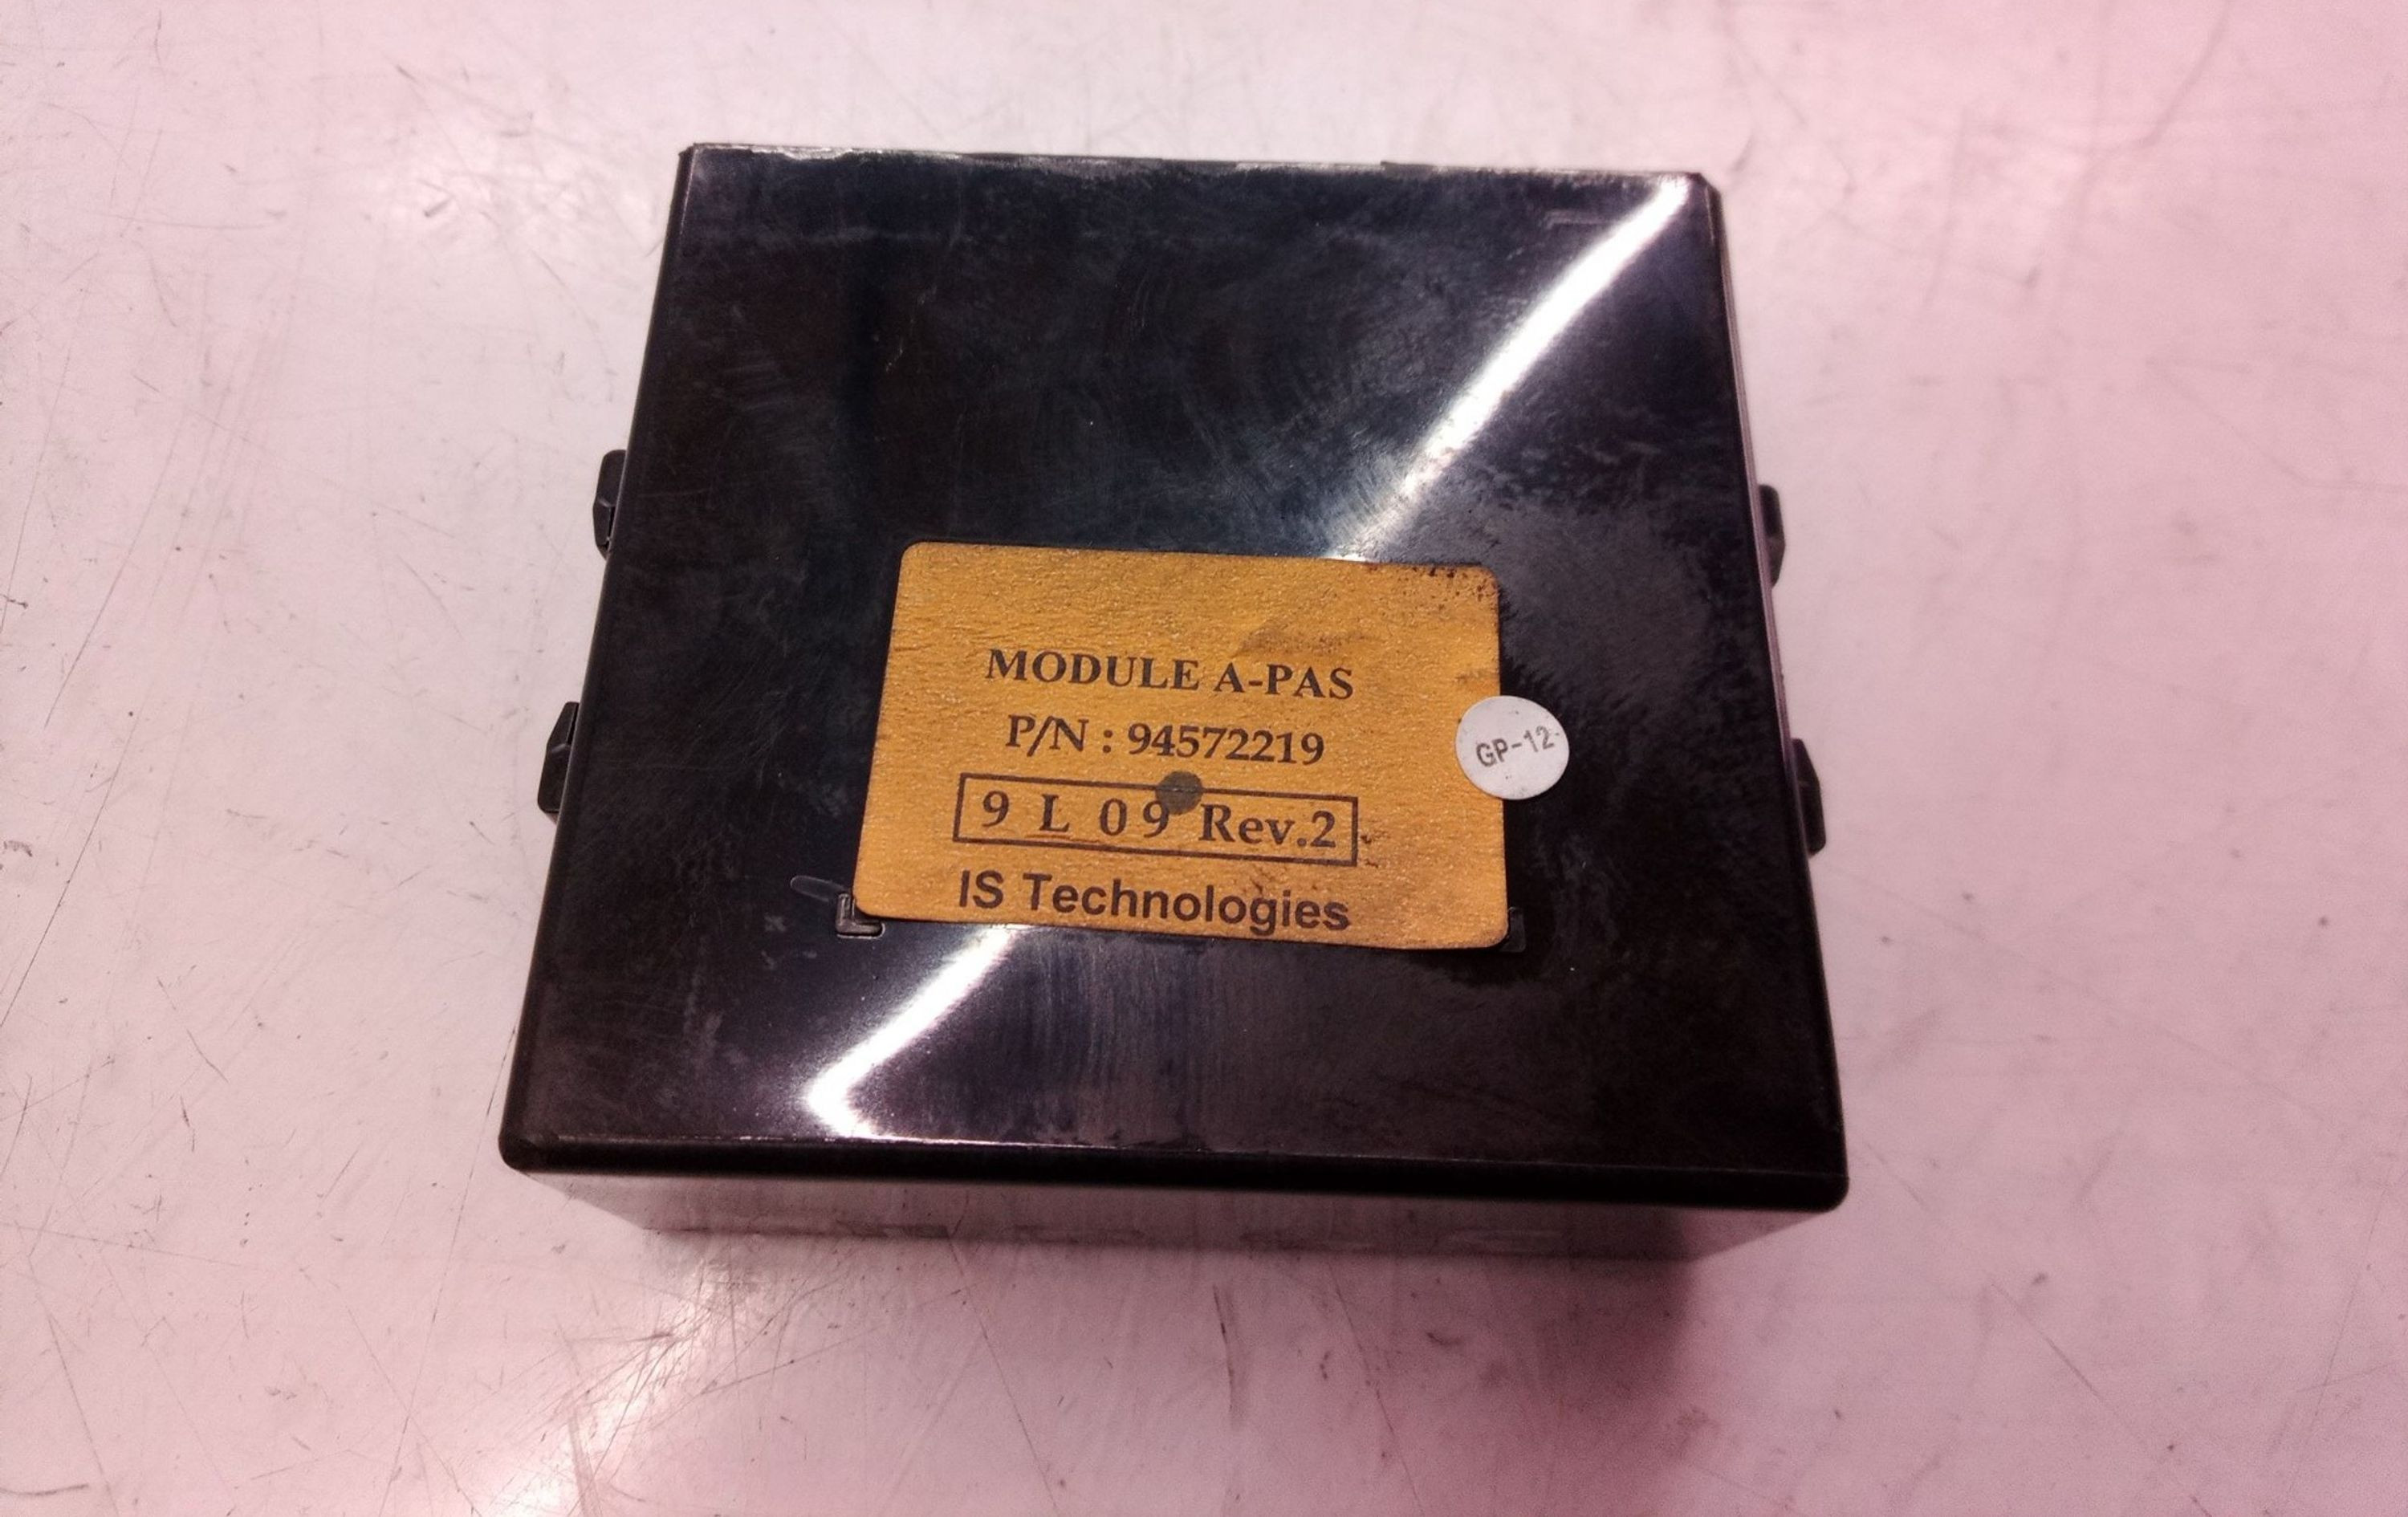 MODULE A-PAS
P/N : 94572219
GP-12
9 L 09 Rev.2
IS Technologies